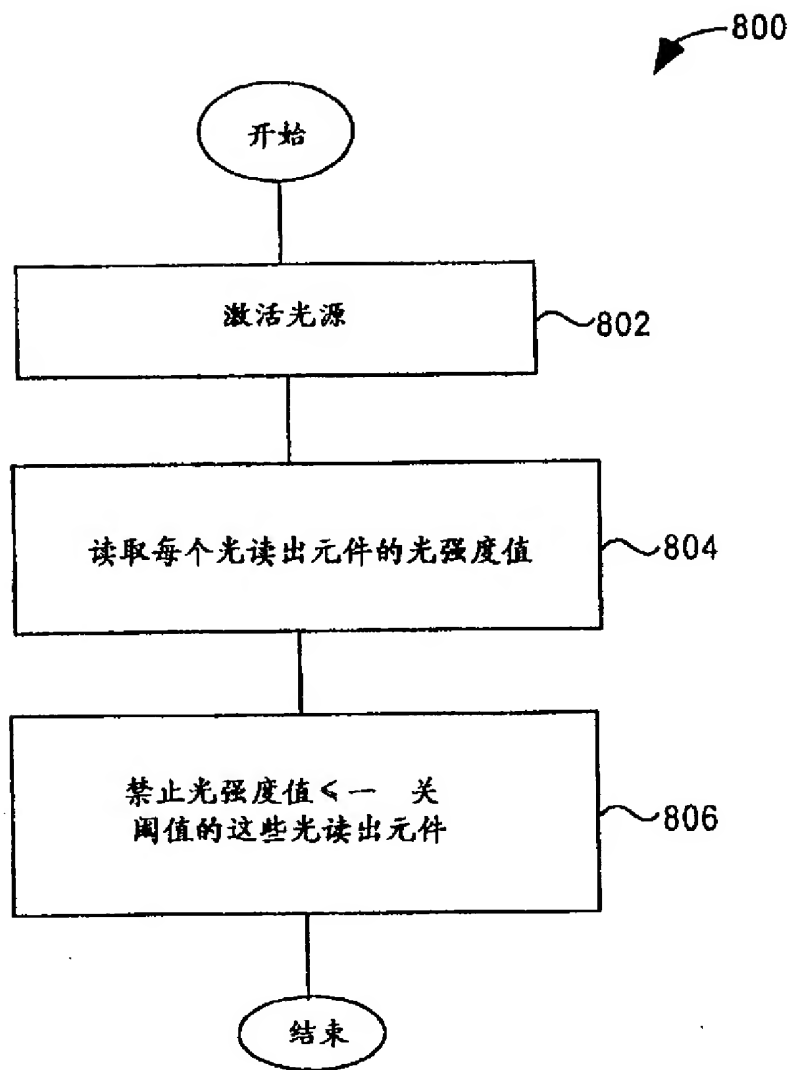 800
开始
激活光源
802
读取每个光读出元件的光强度值
804
禁止光强度值≤一 关
阈值的这些光读出元件
806
结束